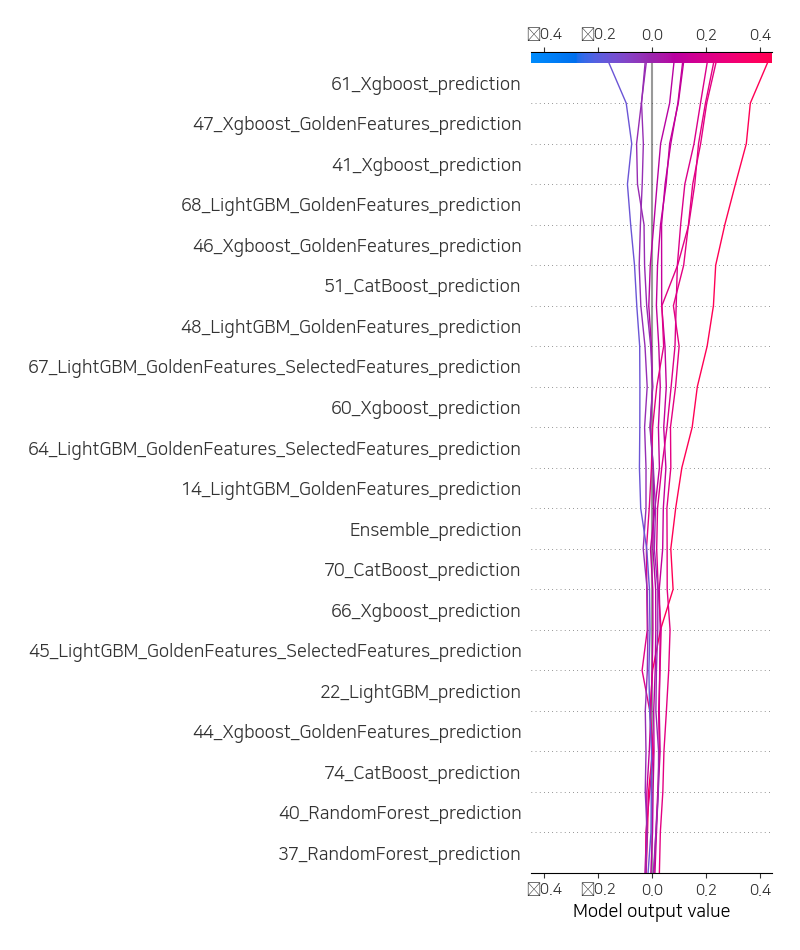 ▯0.4 ▯0.2 0.0 0.2 0.4
61_Xgboost_prediction
47_Xgboost_GoldenFeatures_prediction
41_Xgboost_prediction
68_LightGBM_GoldenFeatures_prediction
46_Xgboost_GoldenFeatures_prediction
51_CatBoost_prediction
48_LightGBM_GoldenFeatures_prediction
67_LightGBM_GoldenFeatures_SelectedFeatures_prediction
60_Xgboost_prediction
64_LightGBM_GoldenFeatures_SelectedFeatures_prediction
14_LightGBM_GoldenFeatures_prediction
Ensemble_prediction
70_CatBoost_prediction
66_Xgboost_prediction
45_LightGBM_GoldenFeatures_SelectedFeatures_prediction
22_LightGBM_prediction
44_Xgboost_GoldenFeatures_prediction
74_CatBoost_prediction
40_RandomForest_prediction
37_RandomForest_prediction
▯0.4 ▯0.2 0.0 0.2 0.4
Model output value